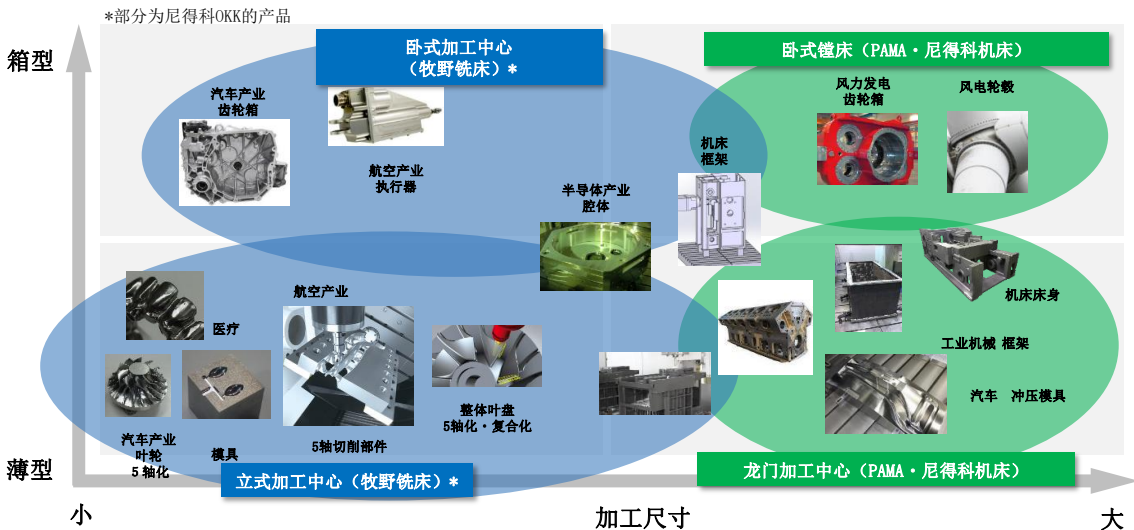 *部分为尼得科OKK的产品
箱型
卧式加工中心
（牧野铣床）*
卧式镗床（PAMA·尼得科机床）
汽车产业
齿轮箱
航空产业
执行器
风力发电
齿轮箱
风电轮毂
机床
框架
半导体产业
腔体
航空产业
医疗
机床床身
工业机械 框架
汽车 冲压模具
整体叶盘
5轴化·复合化
汽车产业
叶轮
5 轴化
模具
5轴切削部件
薄型
立式加工中心（牧野铣床）*
龙门加工中心（PAMA·尼得科机床）
小
加工尺寸
大